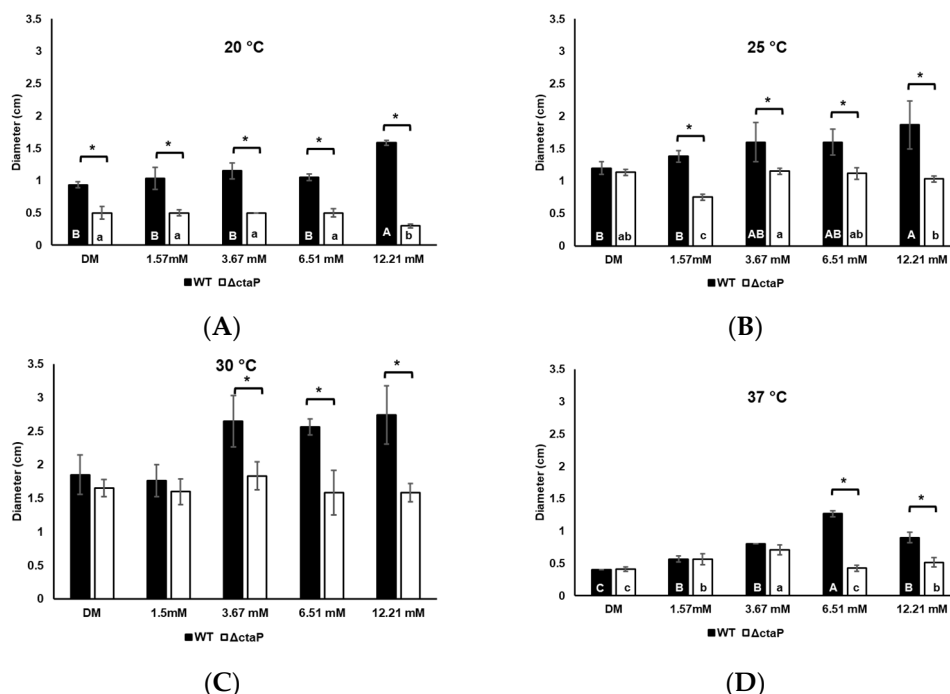 20 °C
3.5
3
2.5
2
1.5
1
0.5
0
Diameter (cm)
* * * * *
B a B a B a B a A b
DM 1.57mM 3.67 mM 6.51 mM 12.21 mM
WT ΔctaP
(A)
25 °C
3.5
3
2.5
2
1.5
1
0.5
0
Diameter (cm)
* * * *
B ab B c AB a AB ab A b
DM 1.57mM 3.67 mM 6.51 mM 12.21 mM
WT ΔctaP
(B)
30 °C
3.5
3
2.5
2
1.5
1
0.5
0
Diameter (cm)
* * *
DM 1.5mM 3.67 mM 6.51 mM 12.21 mM
WT ΔctaP
(C)
37 °C
3.5
3
2.5
2
1.5
1
0.5
0
Diameter (cm)
* *
C c B b B a A c B b
DM 1.57mM 3.67 mM 6.51 mM 12.21 mM
WT ΔctaP
(D)